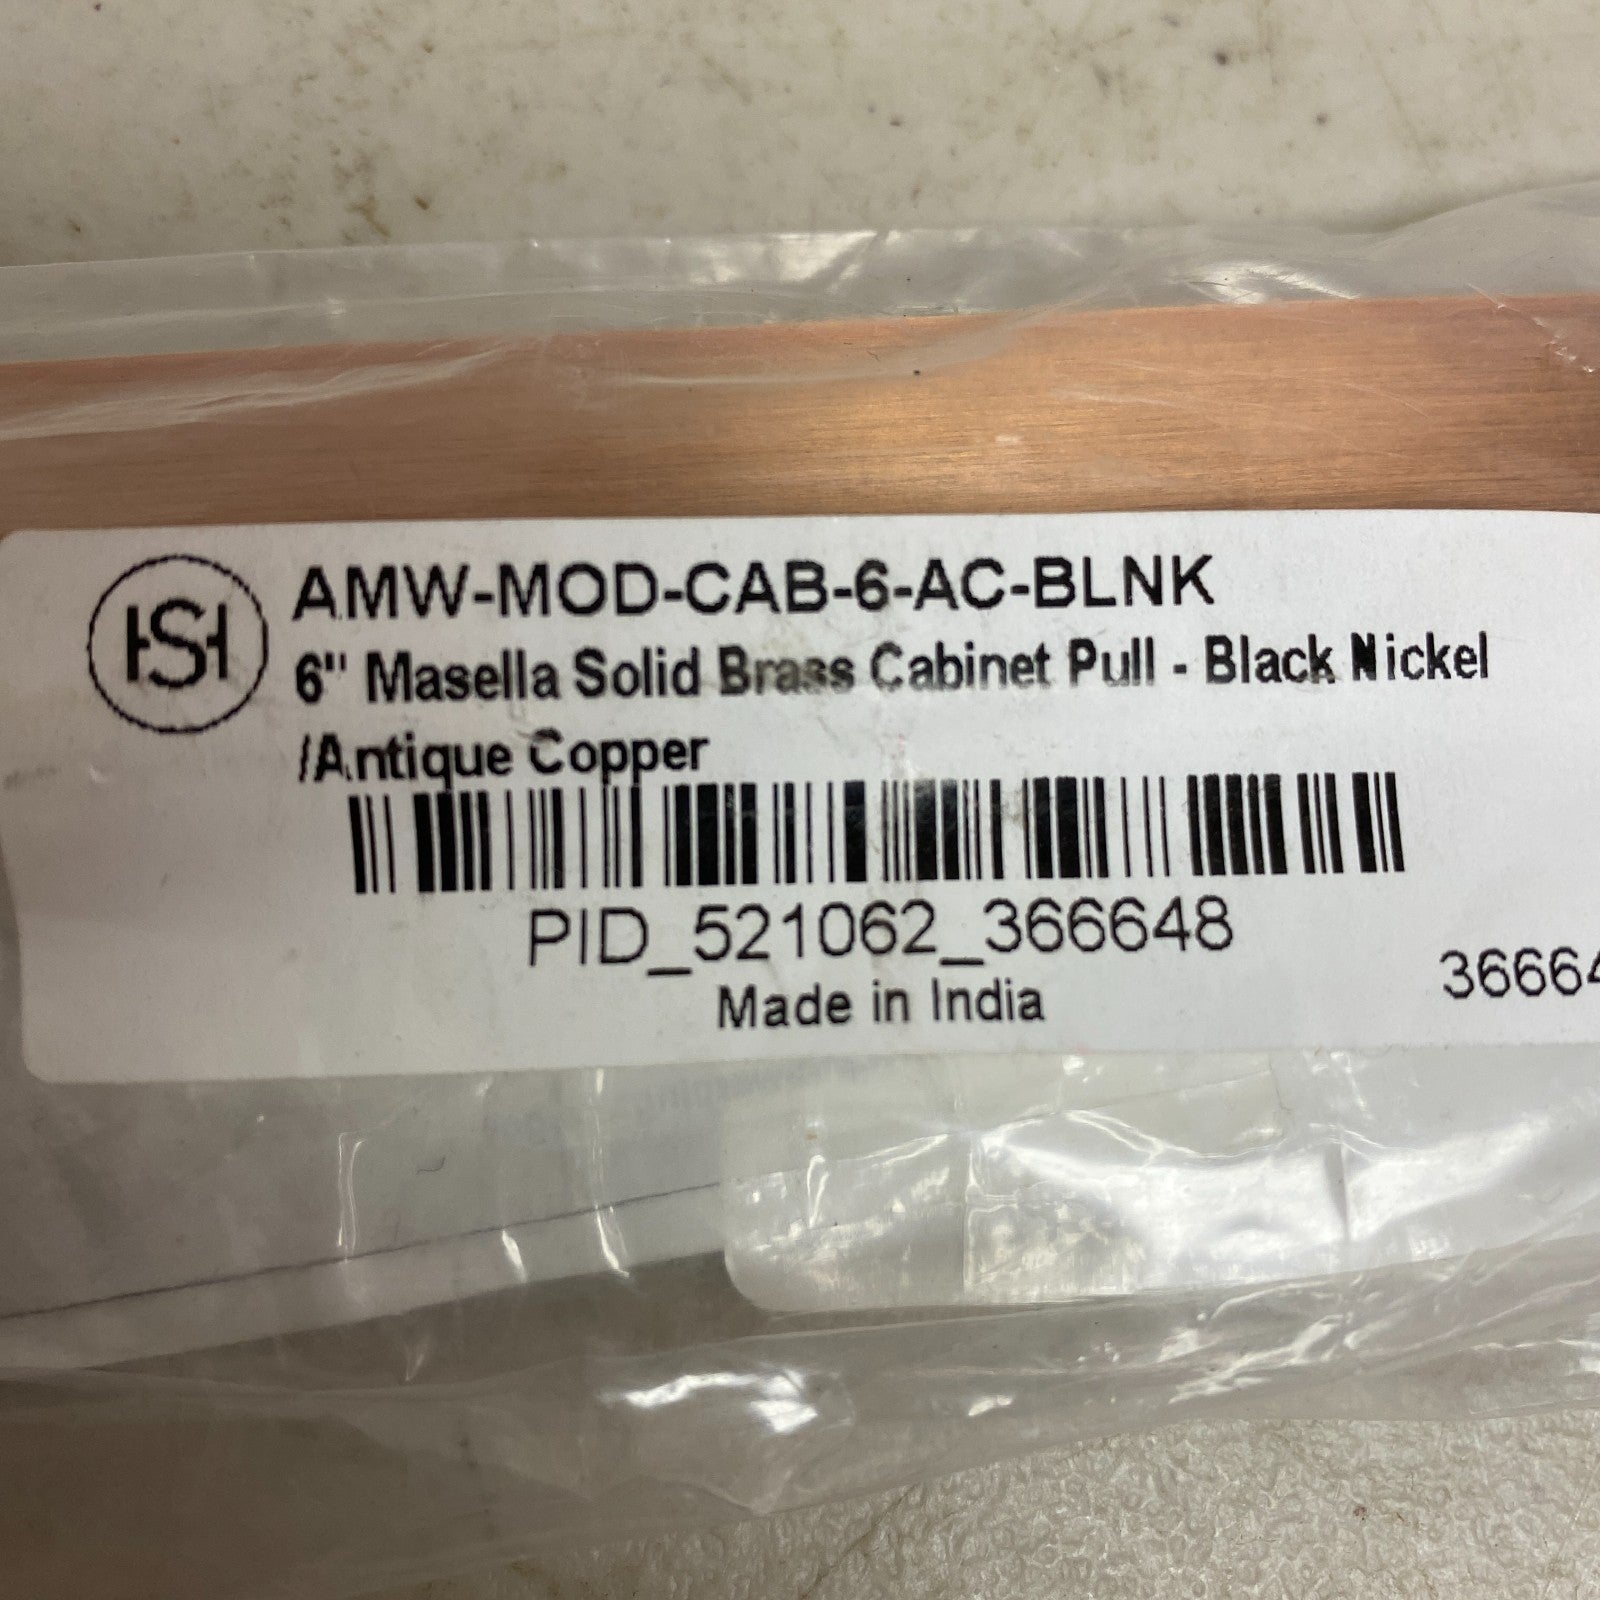 HSH
AMW-MOD-CAB-6-AC-BLNK
6" Masella Solid Brass Cabinet Pull - Black Nickel
/Antique Copper
PID_521062_366648
Made in India
36664